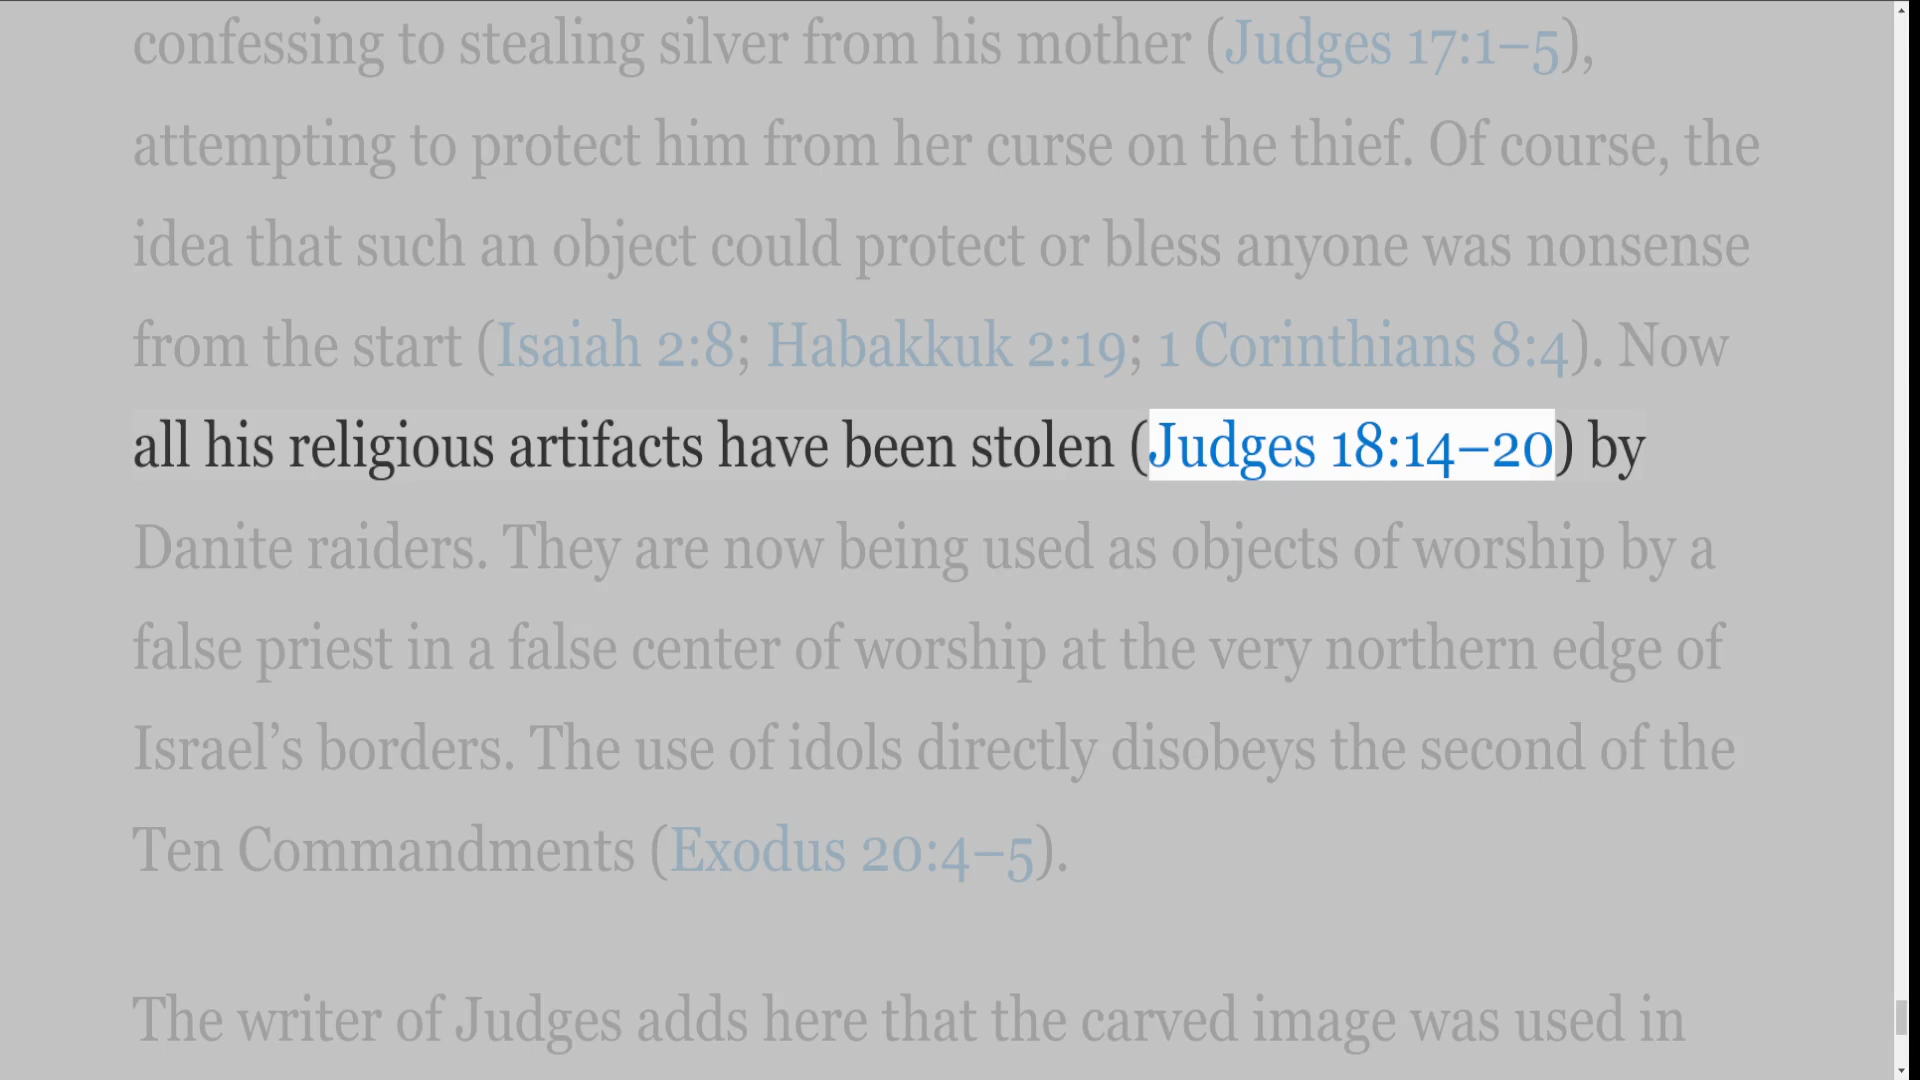 confessing to stealing silver from his mother (Judges 17:1–5),
attempting to protect him from her curse on the thief. Of course, the
idea that such an object could protect or bless anyone was nonsense
from the start (Isaiah 2:8; Habakkuk 2:19; 1 Corinthians 8:4). Now
all his religious artifacts have been stolen (Judges 18:14–20) by
Danite raiders. They are now being used as objects of worship by a
false priest in a false center of worship at the very northern edge of
Israel’s borders. The use of idols directly disobeys the second of the
Ten Commandments (Exodus 20:4–5).
The writer of Judges adds here that the carved image was used in